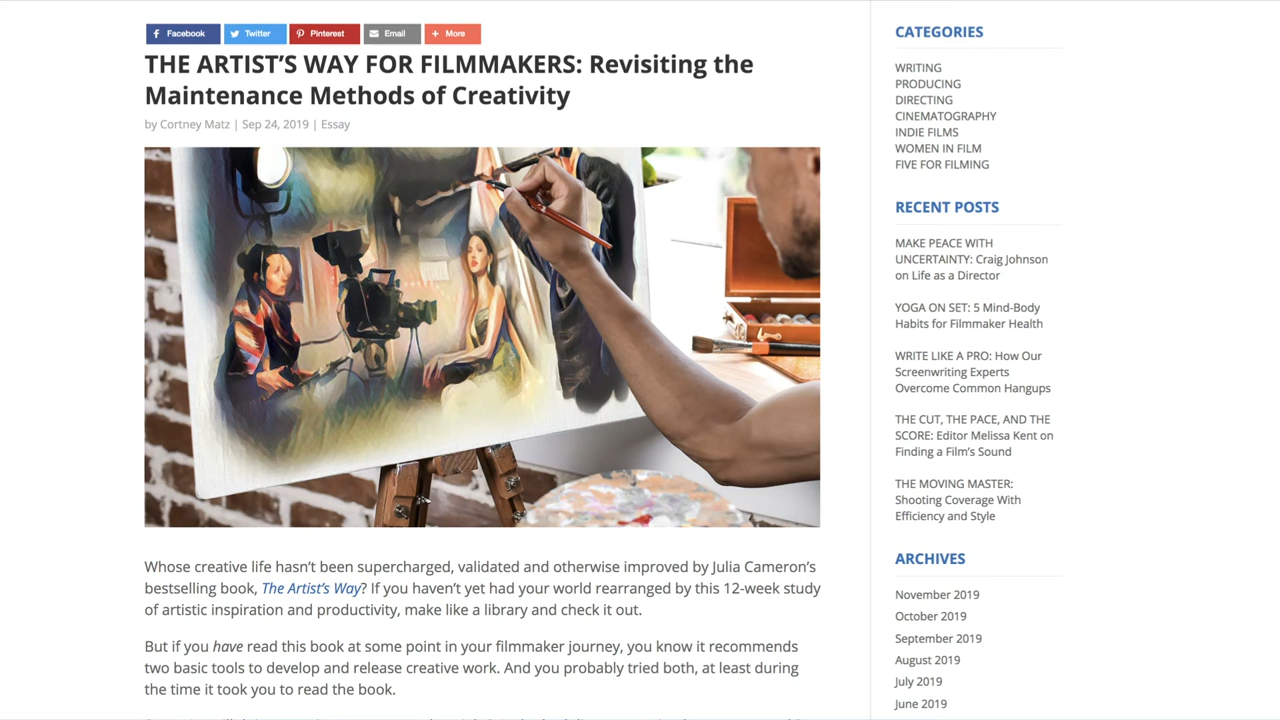 Facebook
Twitter
Pinterest
Email
More
THE ARTIST’S WAY FOR FILMMAKERS: Revisiting the
Maintenance Methods of Creativity
by Cortney Matz | Sep 24, 2019 | Essay
Whose creative life hasn’t been supercharged, validated and otherwise improved by Julia Cameron’s
bestselling book, The Artist’s Way? If you haven’t yet had your world rearranged by this 12-week study
of artistic inspiration and productivity, make like a library and check it out.
But if you have read this book at some point in your filmmaker journey, you know it recommends
two basic tools to develop and release creative work. And you probably tried both, at least during
the time it took you to read the book.
CATEGORIES
WRITING
PRODUCING
DIRECTING
CINEMATOGRAPHY
INDIE FILMS
WOMEN IN FILM
FIVE FOR FILMING
RECENT POSTS
MAKE PEACE WITH
UNCERTAINTY: Craig Johnson
on Life as a Director
YOGA ON SET: 5 Mind-Body
Habits for Filmmaker Health
WRITE LIKE A PRO: How Our
Screenwriting Experts
Overcome Common Hangups
THE CUT, THE PACE, AND THE
SCORE: Editor Melissa Kent on
Finding a Film’s Sound
THE MOVING MASTER:
Shooting Coverage With
Efficiency and Style
ARCHIVES
November 2019
October 2019
September 2019
August 2019
July 2019
June 2019